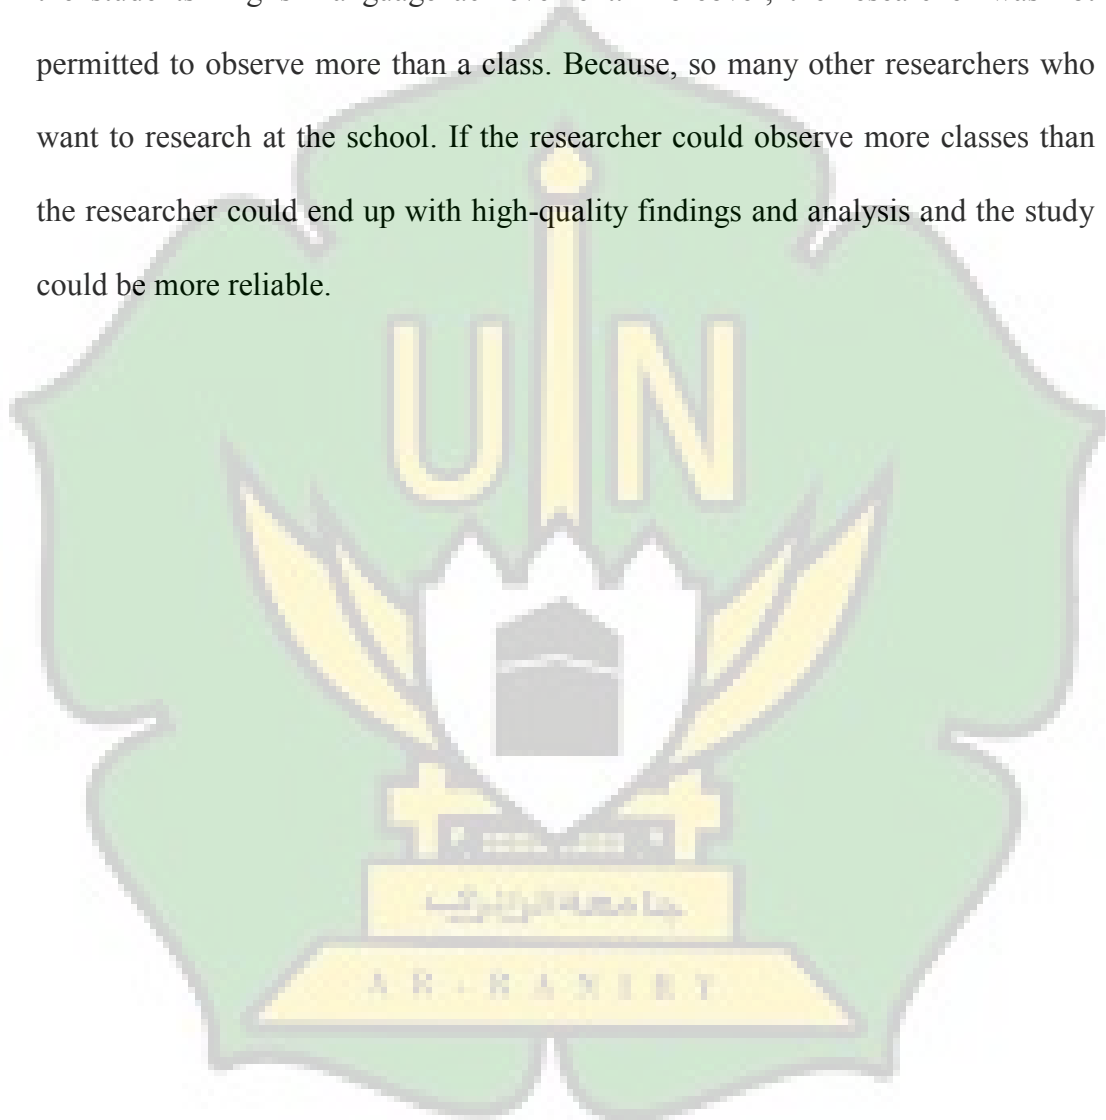 permitted to observe more than a class. Because, so many other researchers who
want to research at the school. If the researcher could observe more classes than
the researcher could end up with high-quality findings and analysis and the study
could be more reliable.
UIN
جامعة الرانيري
AR-RANIRY